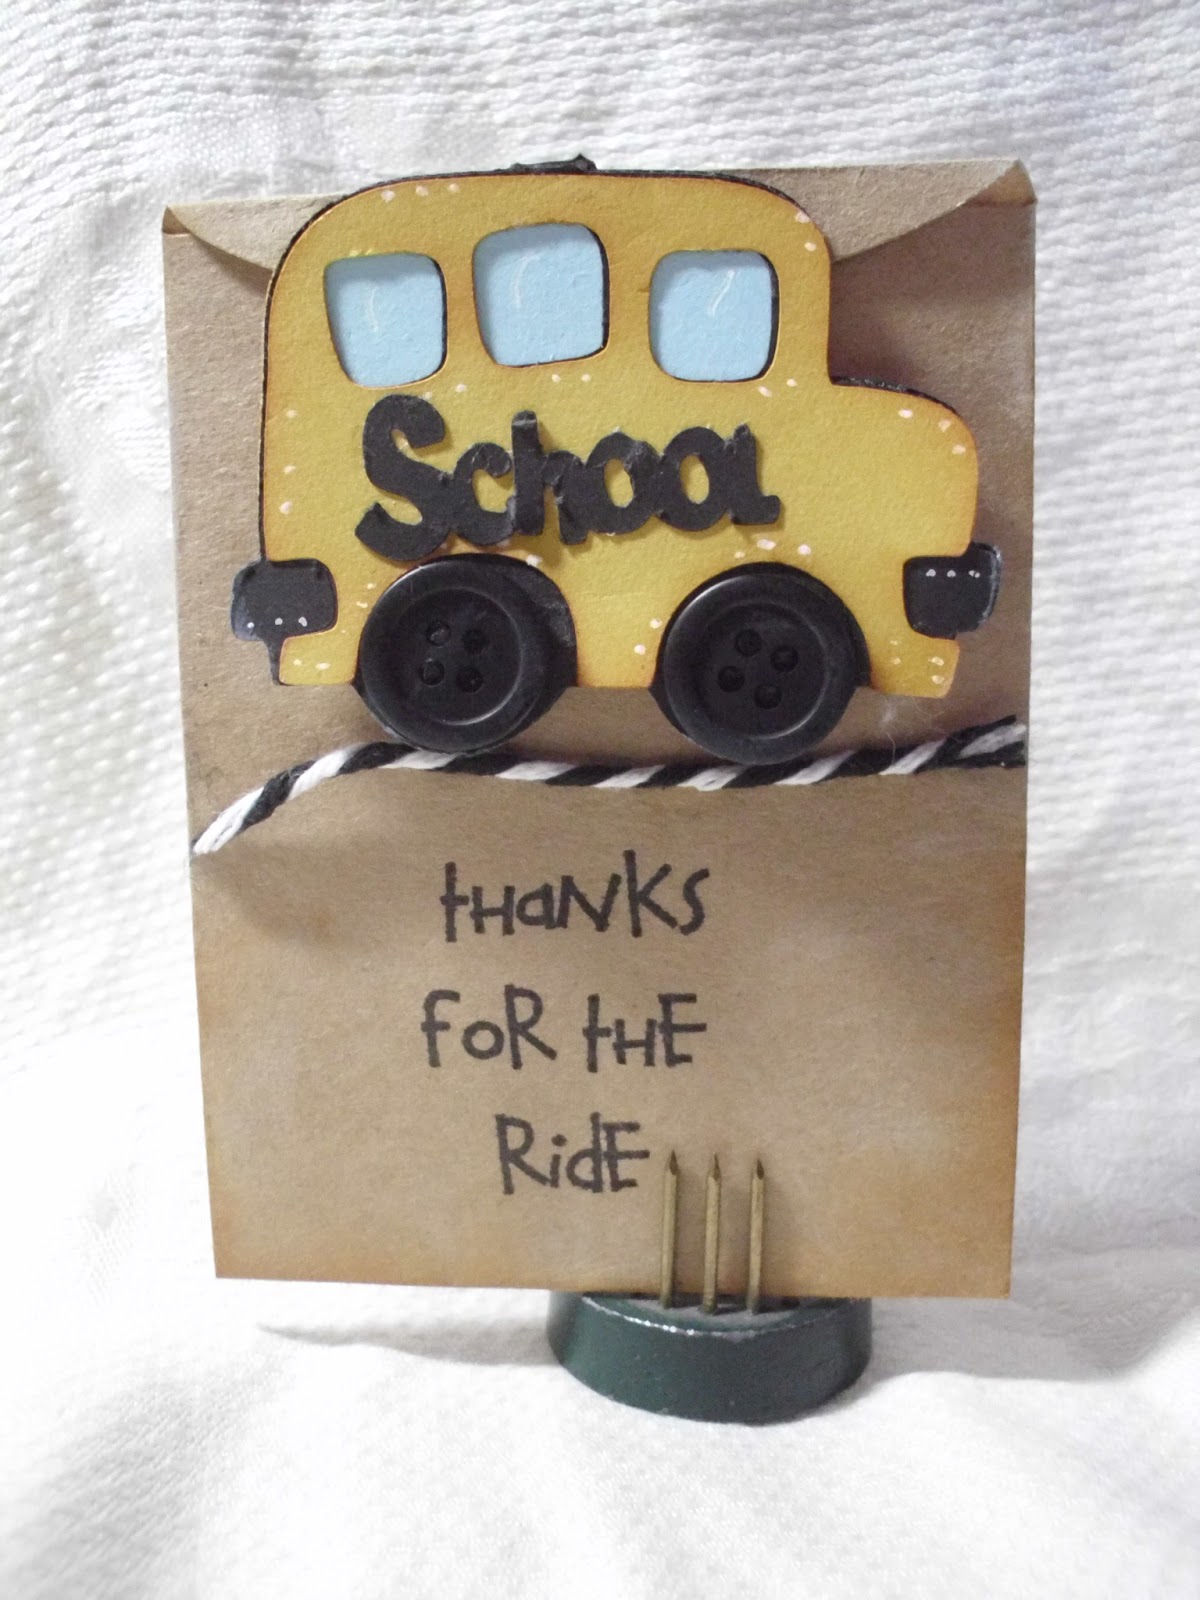 School
tHaNKS
FoR tHE
RidE